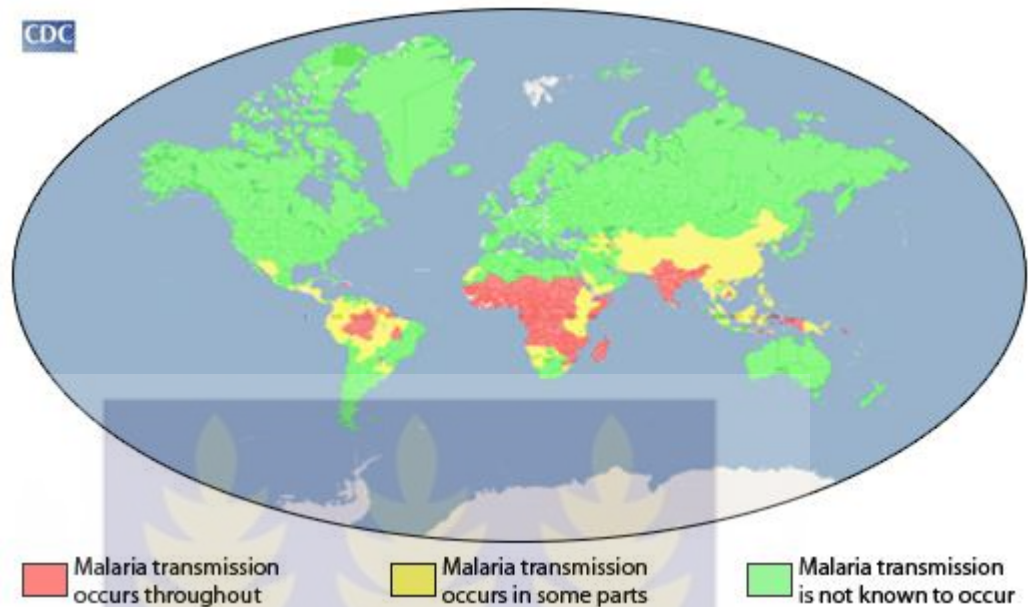 CDC
Malaria transmission
occurs throughout
Malaria transmission
occurs in some parts
Malaria transmission
is not known to occur